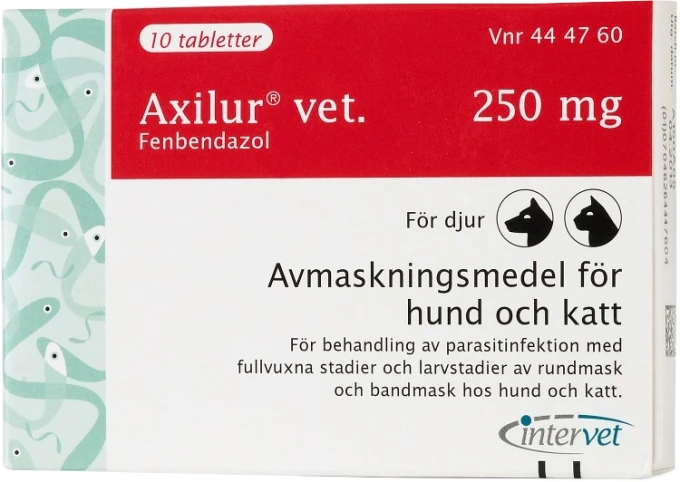 10 tabletter
Vnr 44 47 60
Axilur® vet. 250 mg
Fenbendazol
För djur
Avmaskningsmedel för
hund och katt
För behandling av parasitinfektion med
fullvuxna stadier och larvstadier av rundmask
och bandmask hos hund och katt.
intervet